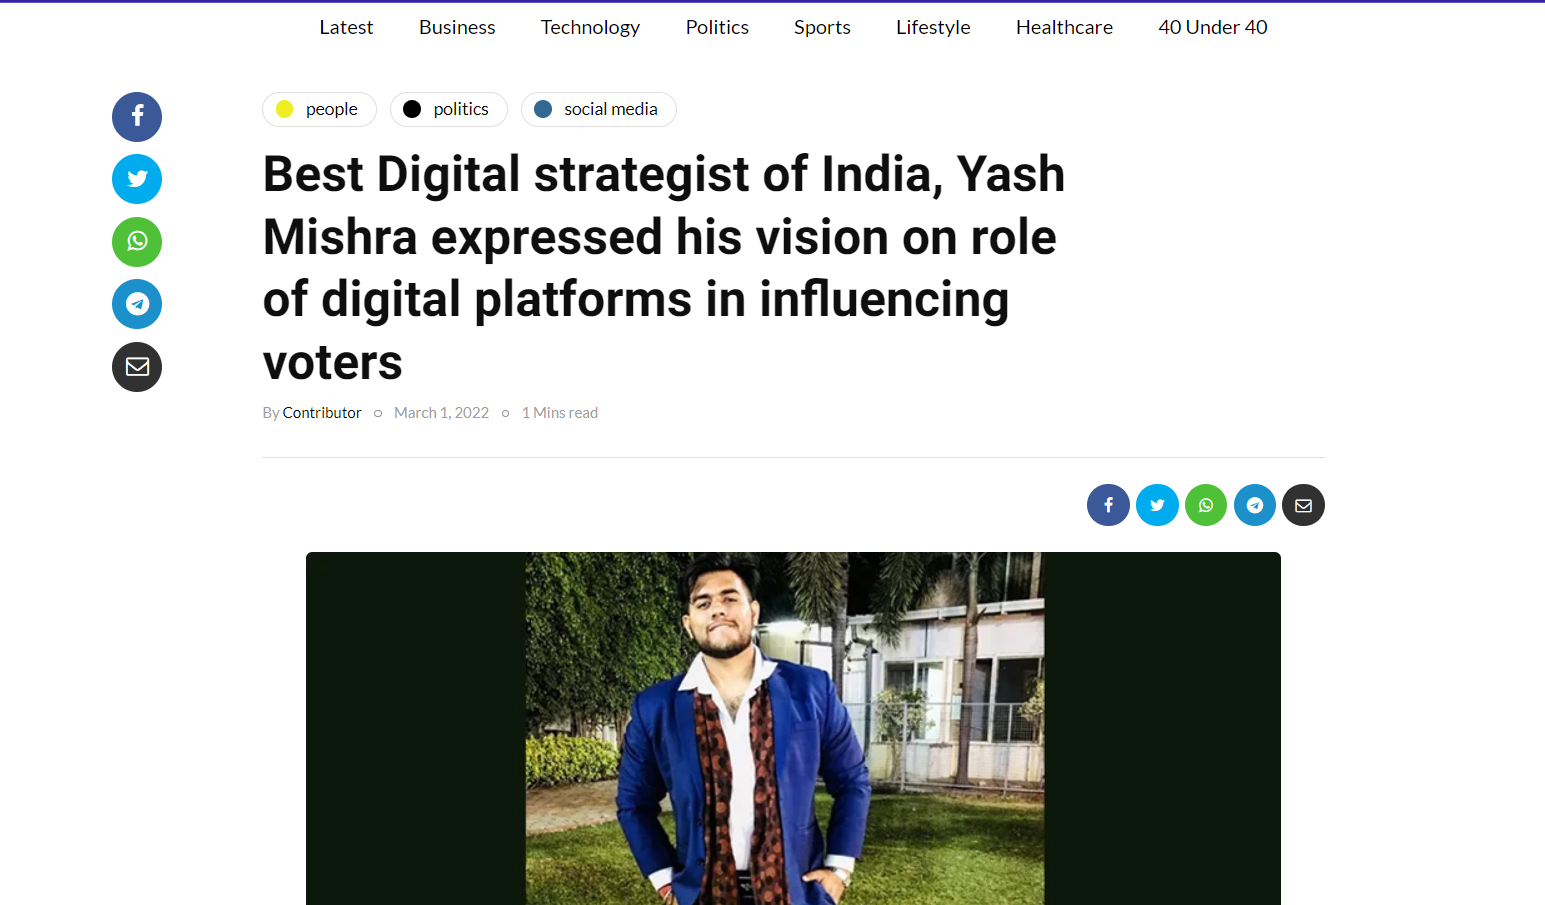 Latest Business Technology Politics Sports Lifestyle Healthcare 40 Under 40
people politics social media
Best Digital strategist of India, Yash
Mishra expressed his vision on role
of digital platforms in influencing
voters
By Contributor March 1, 2022 1 Mins read